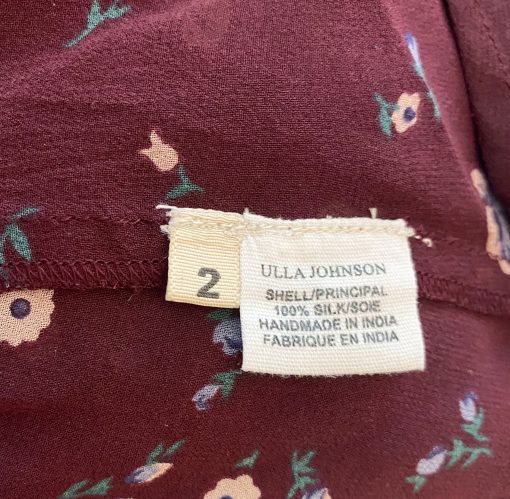 2
ULLA JOHNSON
SHELL/PRINCIPAL
100% SILK/SOIE
HANDMADE IN INDIA
FABRIQUE EN INDIA